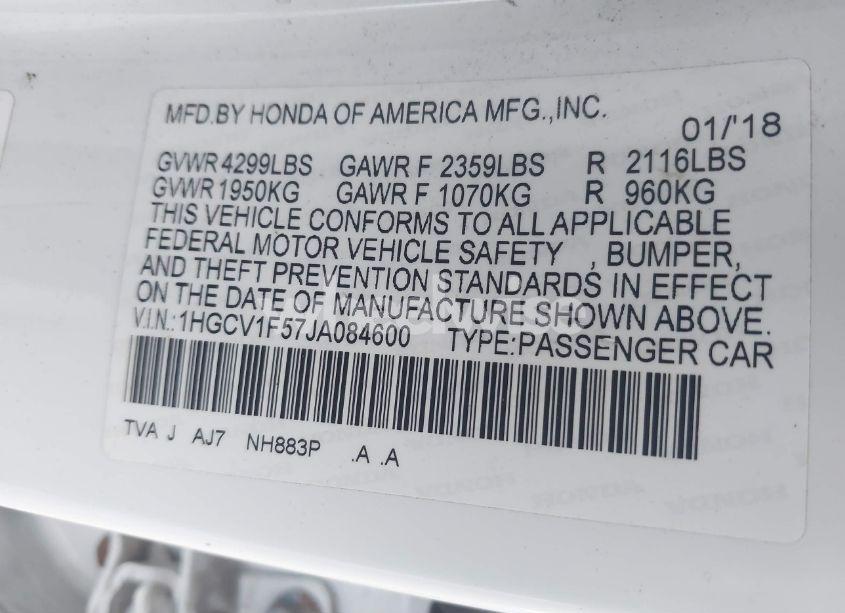 MFD.BY HONDA OF AMERICA MFG.,INC. 01/'18
GVWR 4299LBS GAWR F 2359LBS R 2116LBS
GVWR 1950KG GAWR F 1070KG R 960KG
THIS VEHICLE CONFORMS TO ALL APPLICABLE
FEDERAL MOTOR VEHICLE SAFETY , BUMPER,
AND THEFT PREVENTION STANDARDS IN EFFECT
ON THE DATE OF MANUFACTURE SHOWN ABOVE.
V.I.N.:1HGCV1F57JA084600 TYPE:PASSENGER CAR
TVA J AJ7 NH883P .A .A